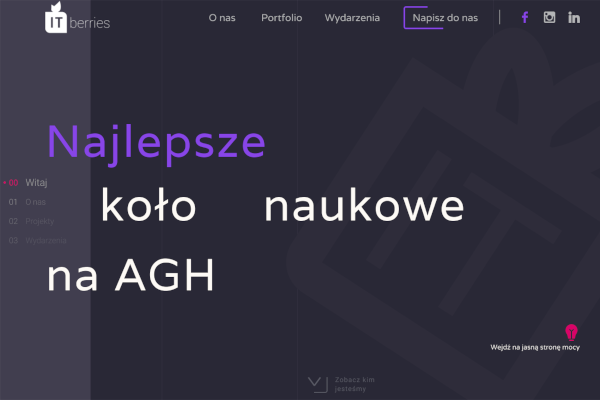 IT berries
O nas
Portfolio
Wydarzenia
Napisz do nas
Najlepsze
koło naukowe
na AGH
00 Witaj
01 O nas
02 Projekty
03 Wydarzenia
Wejdź na jasną stronę mocy
Zobacz kim
jesteśmy